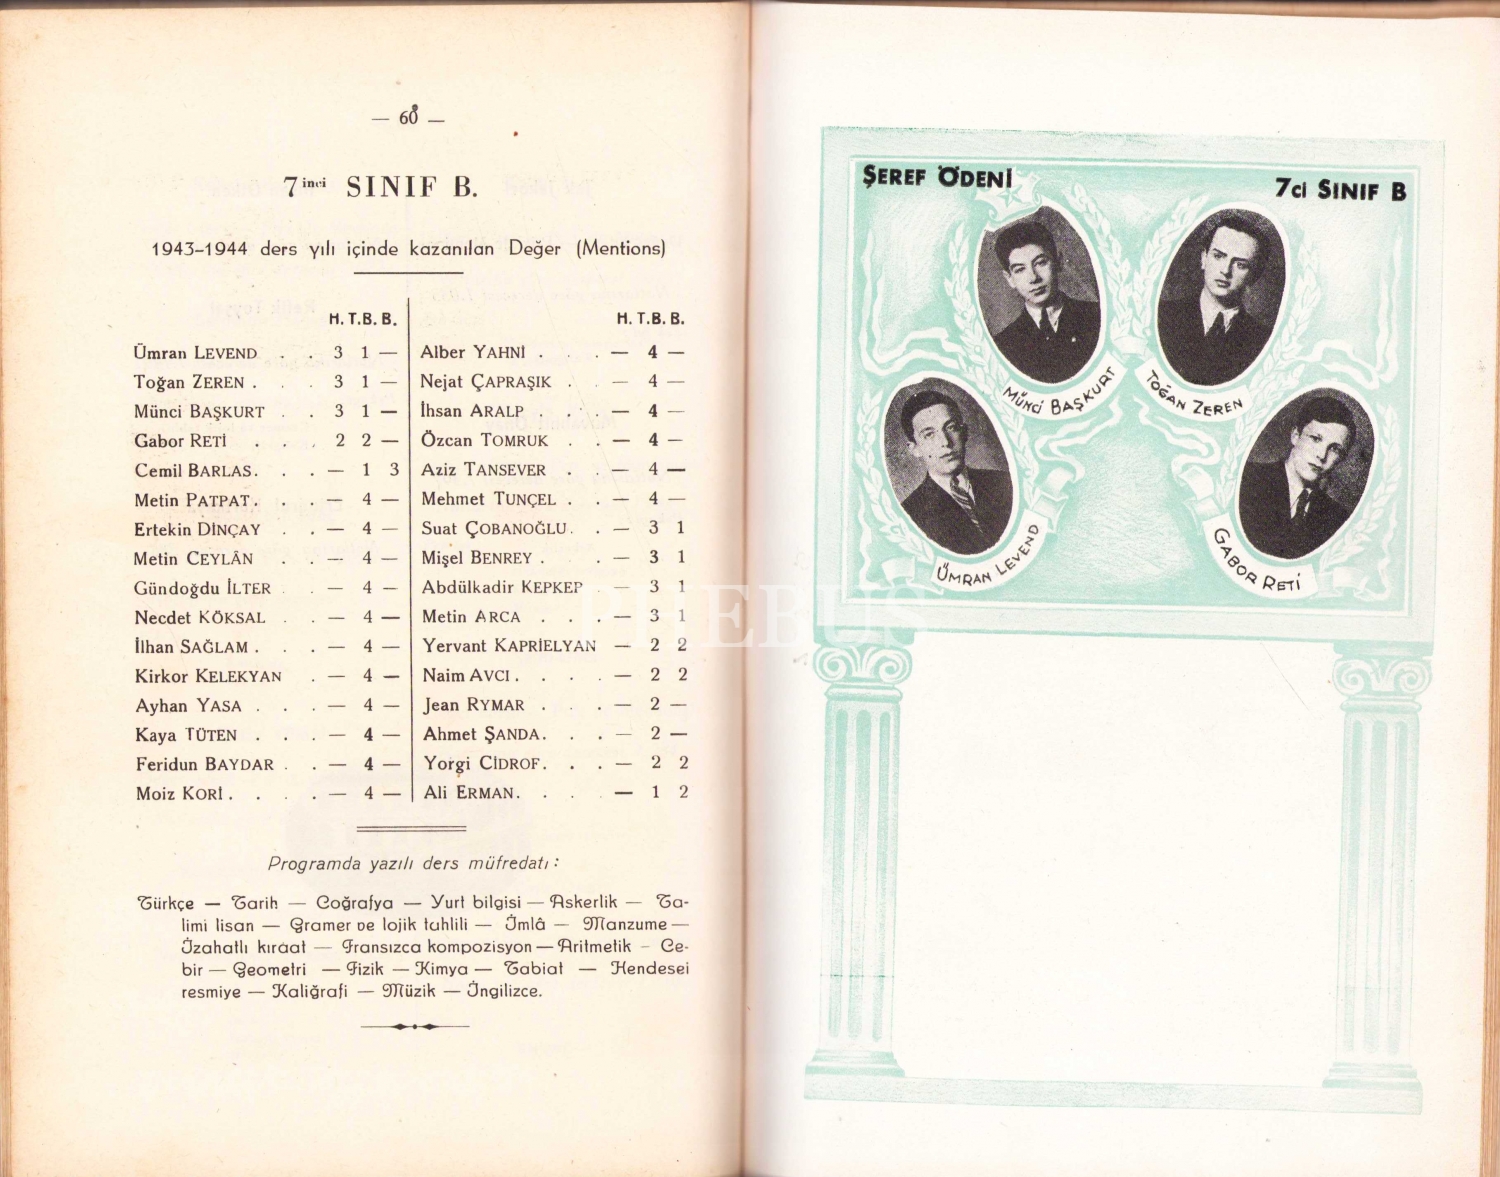 — 60 —
7inci SINIF B.
1943-1944 ders yılı içinde kazanılan Değer (Mentions)
H. T.B. B.
Ümran LEVEND . . 3 1 —
Toğan ZEREN . . . 3 1 —
Münci BAŞKURT . . 3 1 —
Gabor RETİ . . . 2 2 —
Cemil BARLAS. . . — 1 3
Metin PATPAT. . . — 4 —
Ertekin DİNÇAY . . — 4 —
Metin CEYLÂN . . — 4 —
Gündoğdu İLTER . . — 4 —
Necdet KÖKSAL . . — 4 —
İlhan SAĞLAM . . . — 4 —
Kirkor KELEKYAN . — 4 —
Ayhan YASA . . . — 4 —
Kaya TÜTEN . . . — 4 —
Feridun BAYDAR . . — 4 —
Moiz KORİ . . . . — 4 —
H. T.B. B.
Alber YAHNİ . . . — 4 —
Nejat ÇAPRAŞIK . . — 4 —
İhsan ARALP . . . — 4 —
Özcan TOMRUK . . — 4 —
Aziz TANSEVER . . — 4 —
Mehmet TUNÇEL . . — 4 —
Suat ÇOBANOĞLU. . — 3 1
Mişel BENREY . . . — 3 1
Abdülkadir KEPKEP — 3 1
Metin ARCA . . . — 3 1
Yervant KAPRİELYAN — 2 2
Naim AVCI . . . . — 2 2
Jean RYMAR . . . — 2 —
Ahmet ŞANDA. . . — 2 —
Yorgi CİDROF. . . — 2 2
Ali ERMAN. . . . — 1 2
Programda yazılı ders müfredatı :
Türkçe — Tarih — Coğrafya — Yurt bilgisi — Askerlik — Ta-
limi lisan — Gramer ve lojik tahlili — İmlâ — Manzume —
İzahatlı kıraat — Fransızca kompozisyon — Aritmetik — Ce-
bir — Geometri — Fizik — Kimya — Tabiat — Hendesei
resmiye — Kaliğrafi — Müzik — İngilizce.
ŞEREF ÖDENİ
7ci SINIF B
MÜNCİ BAŞKURT
TOĞAN ZEREN
ÜMRAN LEVEND
GABOR RETİ
PHEBUS